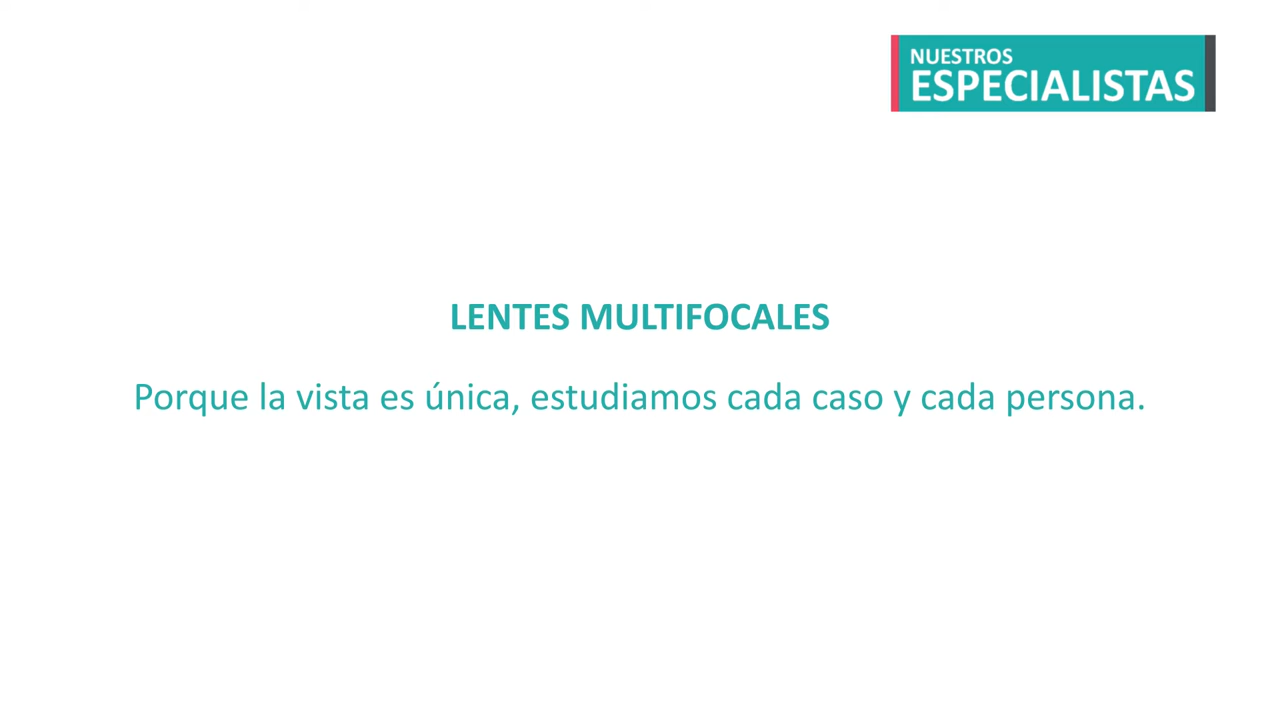 NUESTROS
ESPECIALISTAS
LENTES MULTIFOCALES
Porque la vista es única, estudiamos cada caso y cada persona.